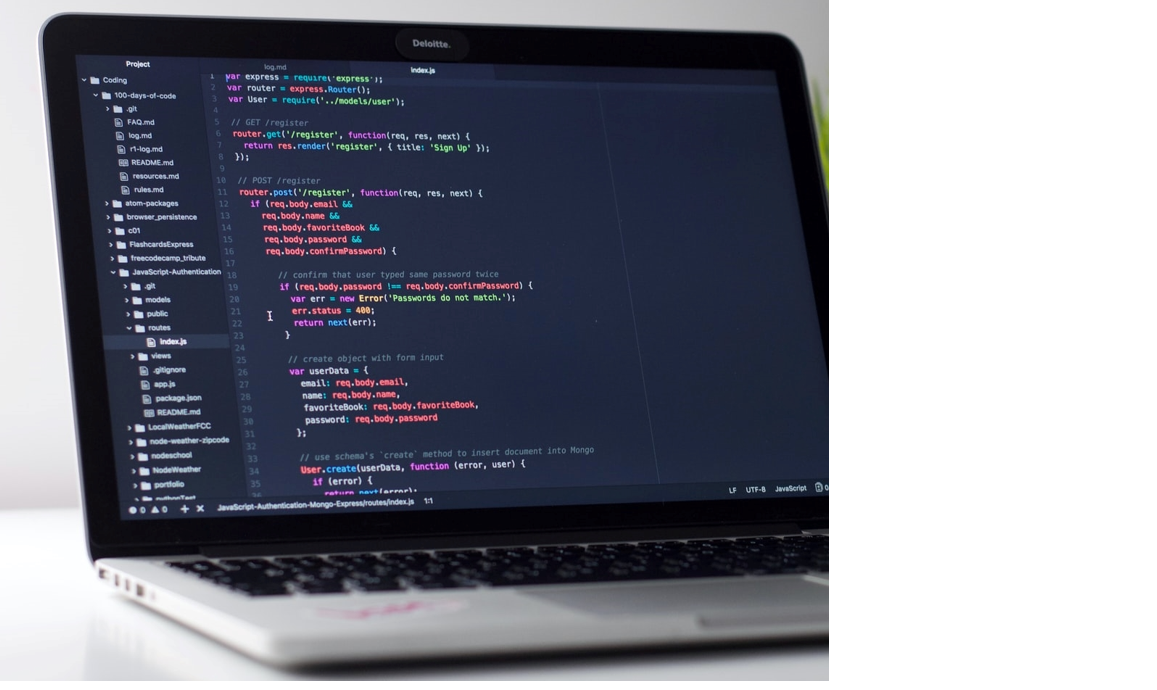 Deloitte.
Project
log.md
index.js
Coding
100-days-of-code
.git
FAQ.md
log.md
r1-log.md
README.md
resources.md
rules.md
atom-packages
browser_persistence
c01
FlashcardsExpress
freecodecamp_tribute
JavaScript-Authentication
.git
models
public
routes
index.js
views
.gitignore
app.js
package.json
README.md
LocalWeatherFCC
node-weather-zipcode
nodeschool
NodeWeather
portfolio
pythonTest
1 var express = require('express');
2 var router = express.Router();
3 var User = require('../models/user');
4
5 // GET /register
6 router.get('/register', function(req, res, next) {
7 return res.render('register', { title: 'Sign Up' });
8 });
9
10 // POST /register
11 router.post('/register', function(req, res, next) {
12 if (req.body.email &&
13 req.body.name &&
14 req.body.favoriteBook &&
15 req.body.password &&
16 req.body.confirmPassword) {
17
18 // confirm that user typed same password twice
19 if (req.body.password !== req.body.confirmPassword) {
20 var err = new Error('Passwords do not match.');
21 err.status = 400;
22 return next(err);
23 }
24
25 // create object with form input
26 var userData = {
27 email: req.body.email,
28 name: req.body.name,
29 favoriteBook: req.body.favoriteBook,
30 password: req.body.password
31 };
32
33 // use schema's `create` method to insert document into Mongo
34 User.create(userData, function (error, user) {
35 if (error) {
36 return next(error);
0 0 JavaScript-Authentication-Mongo-Express/routes/index.js 1:1
LF UTF-8 JavaScript 0